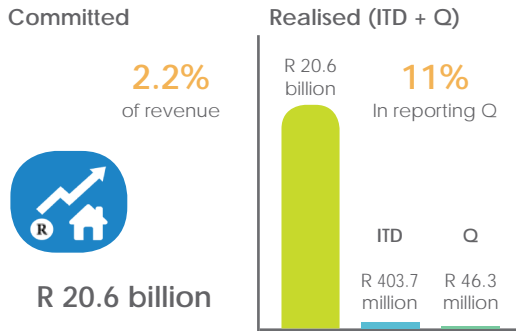 Committed
2.2%
of revenue
R
R 20.6 billion
Realised (ITD + Q)
R 20.6
billion
11%
In reporting Q
ITD
R 403.7
million
Q
R 46.3
million